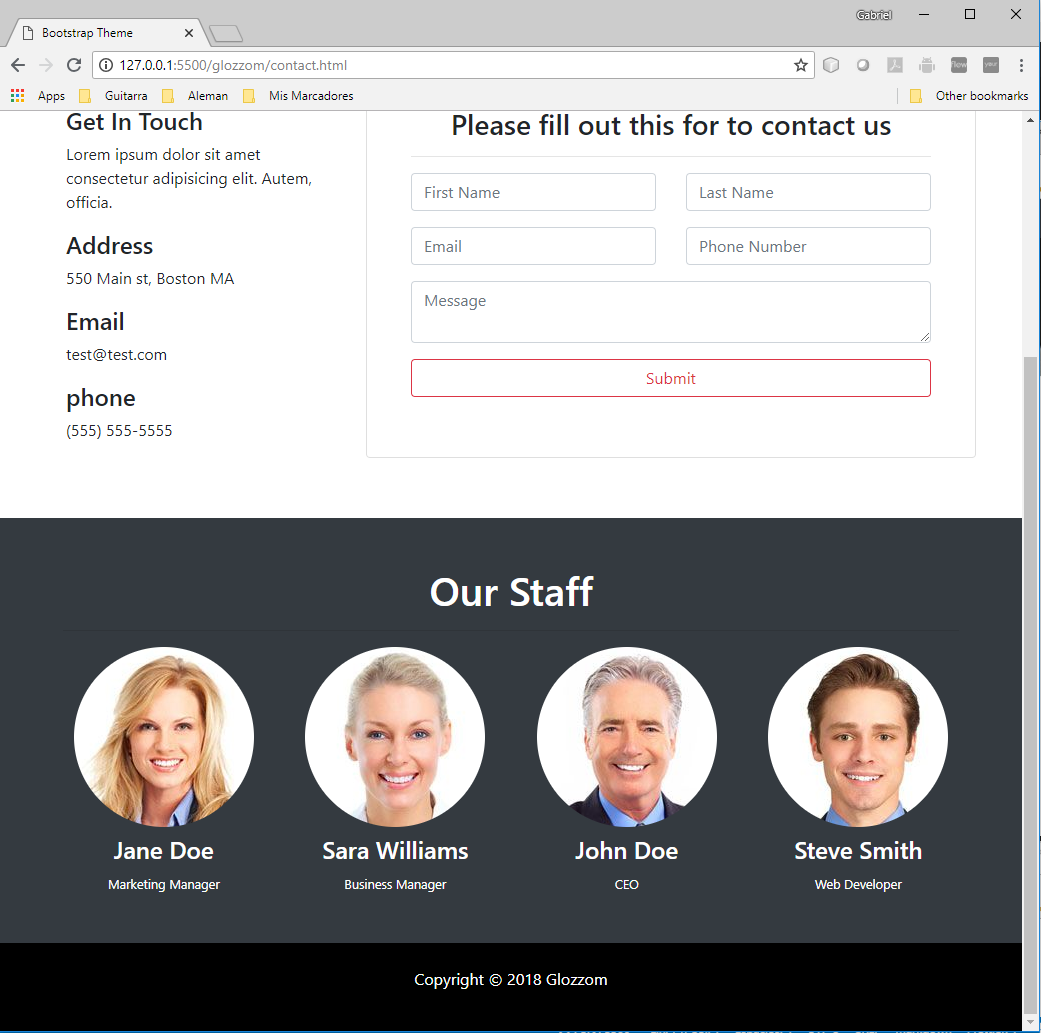 Gabriel
Bootstrap Theme
127.0.0.1:5500/glozzom/contact.html
Apps Guitarra Aleman Mis Marcadores Other bookmarks
Get In Touch
Lorem ipsum dolor sit amet
consectetur adipisicing elit. Autem,
officia.
Address
550 Main st, Boston MA
Email
test@test.com
phone
(555) 555-5555
Please fill out this for to contact us
First Name Last Name
Email Phone Number
Message
Submit
Our Staff
Jane Doe Sara Williams John Doe Steve Smith
Marketing Manager Business Manager CEO Web Developer
Copyright © 2018 Glozzom